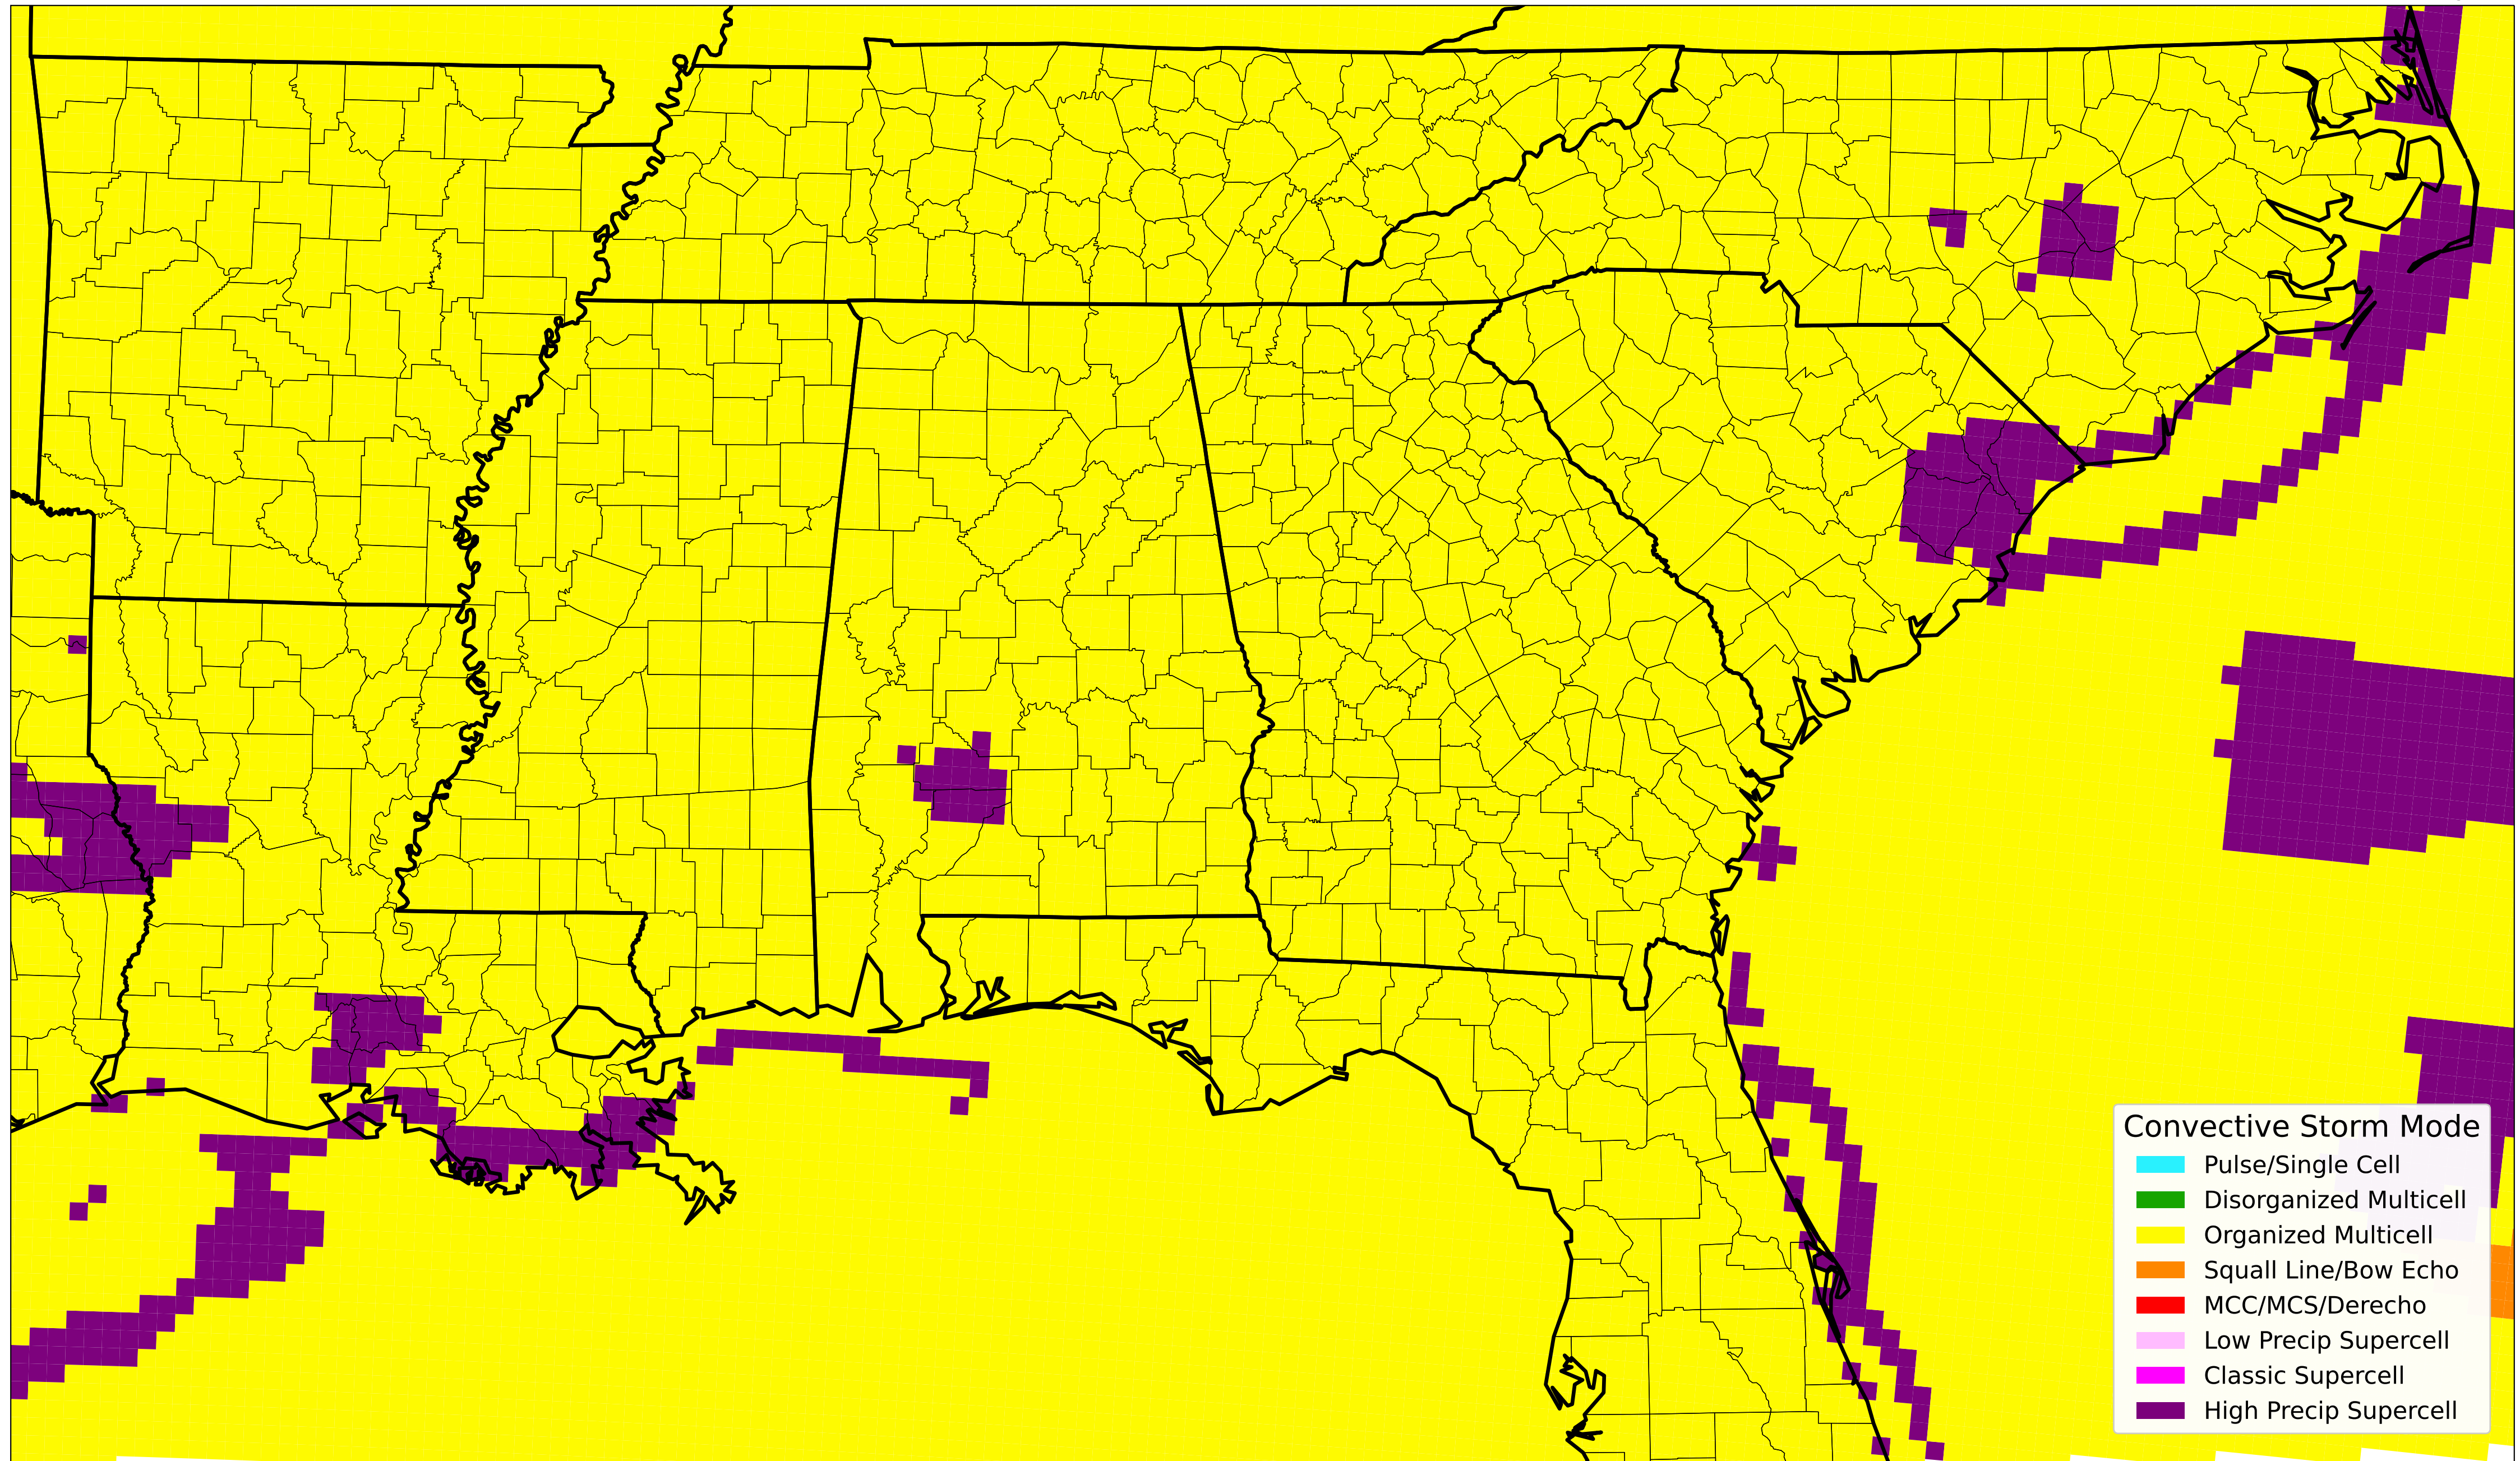 Convective Storm Mode
Pulse/Single Cell
Disorganized Multicell
Organized Multicell
Squall Line/Bow Echo
MCC/MCS/Derecho
Low Precip Supercell
Classic Supercell
High Precip Supercell